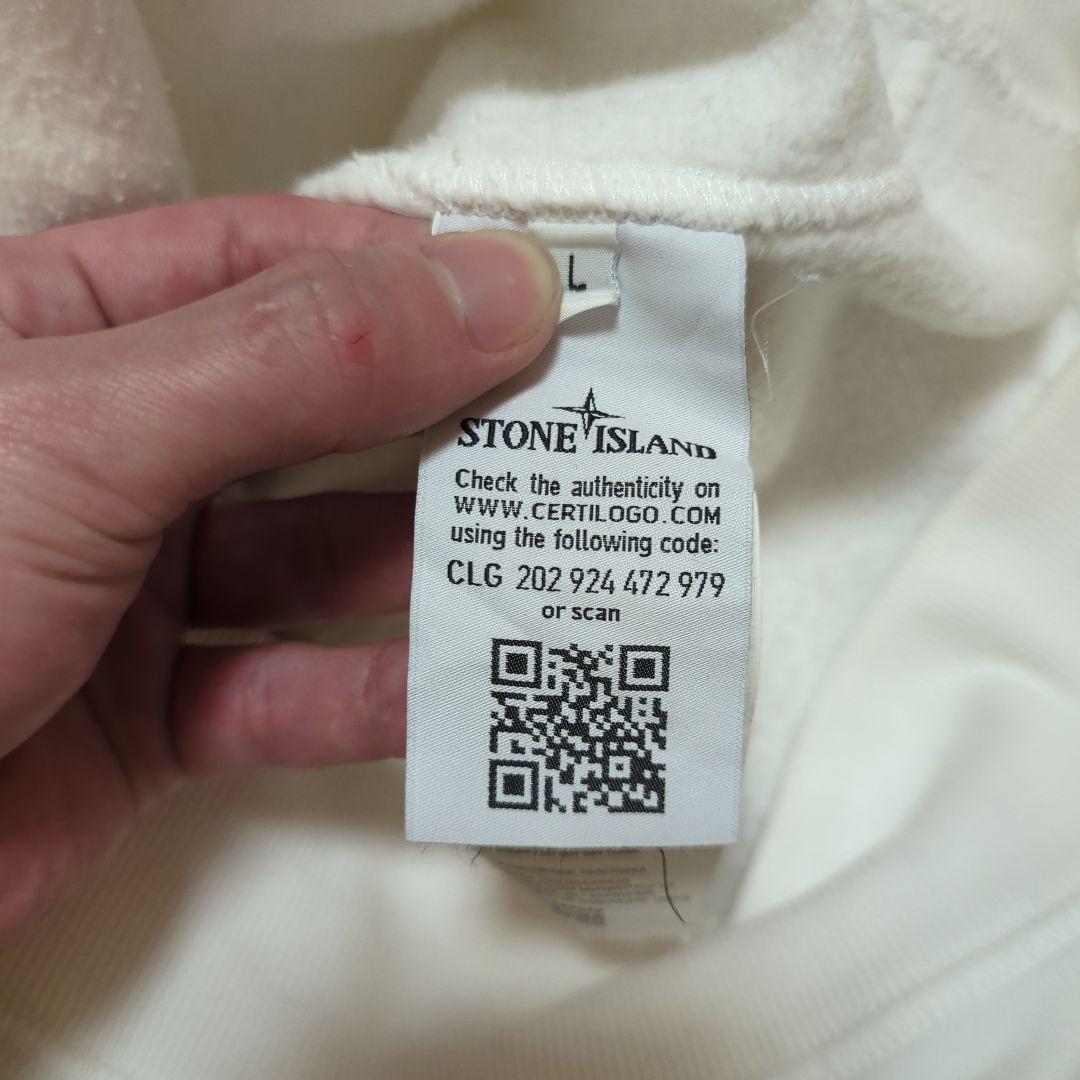 L
STONE ISLAND
Check the authenticity on
WWW.CERTILOGO.COM
using the following code:
CLG 202 924 472 979
or scan